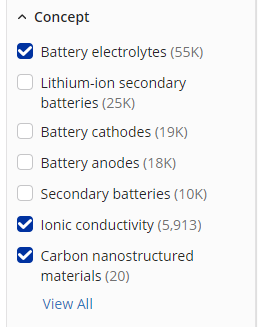 Concept
Battery electrolytes (55K)
Lithium-ion secondary
batteries (25K)
Battery cathodes (19K)
Battery anodes (18K)
Secondary batteries (10K)
Ionic conductivity (5,913)
Carbon nanostructured
materials (20)
View All